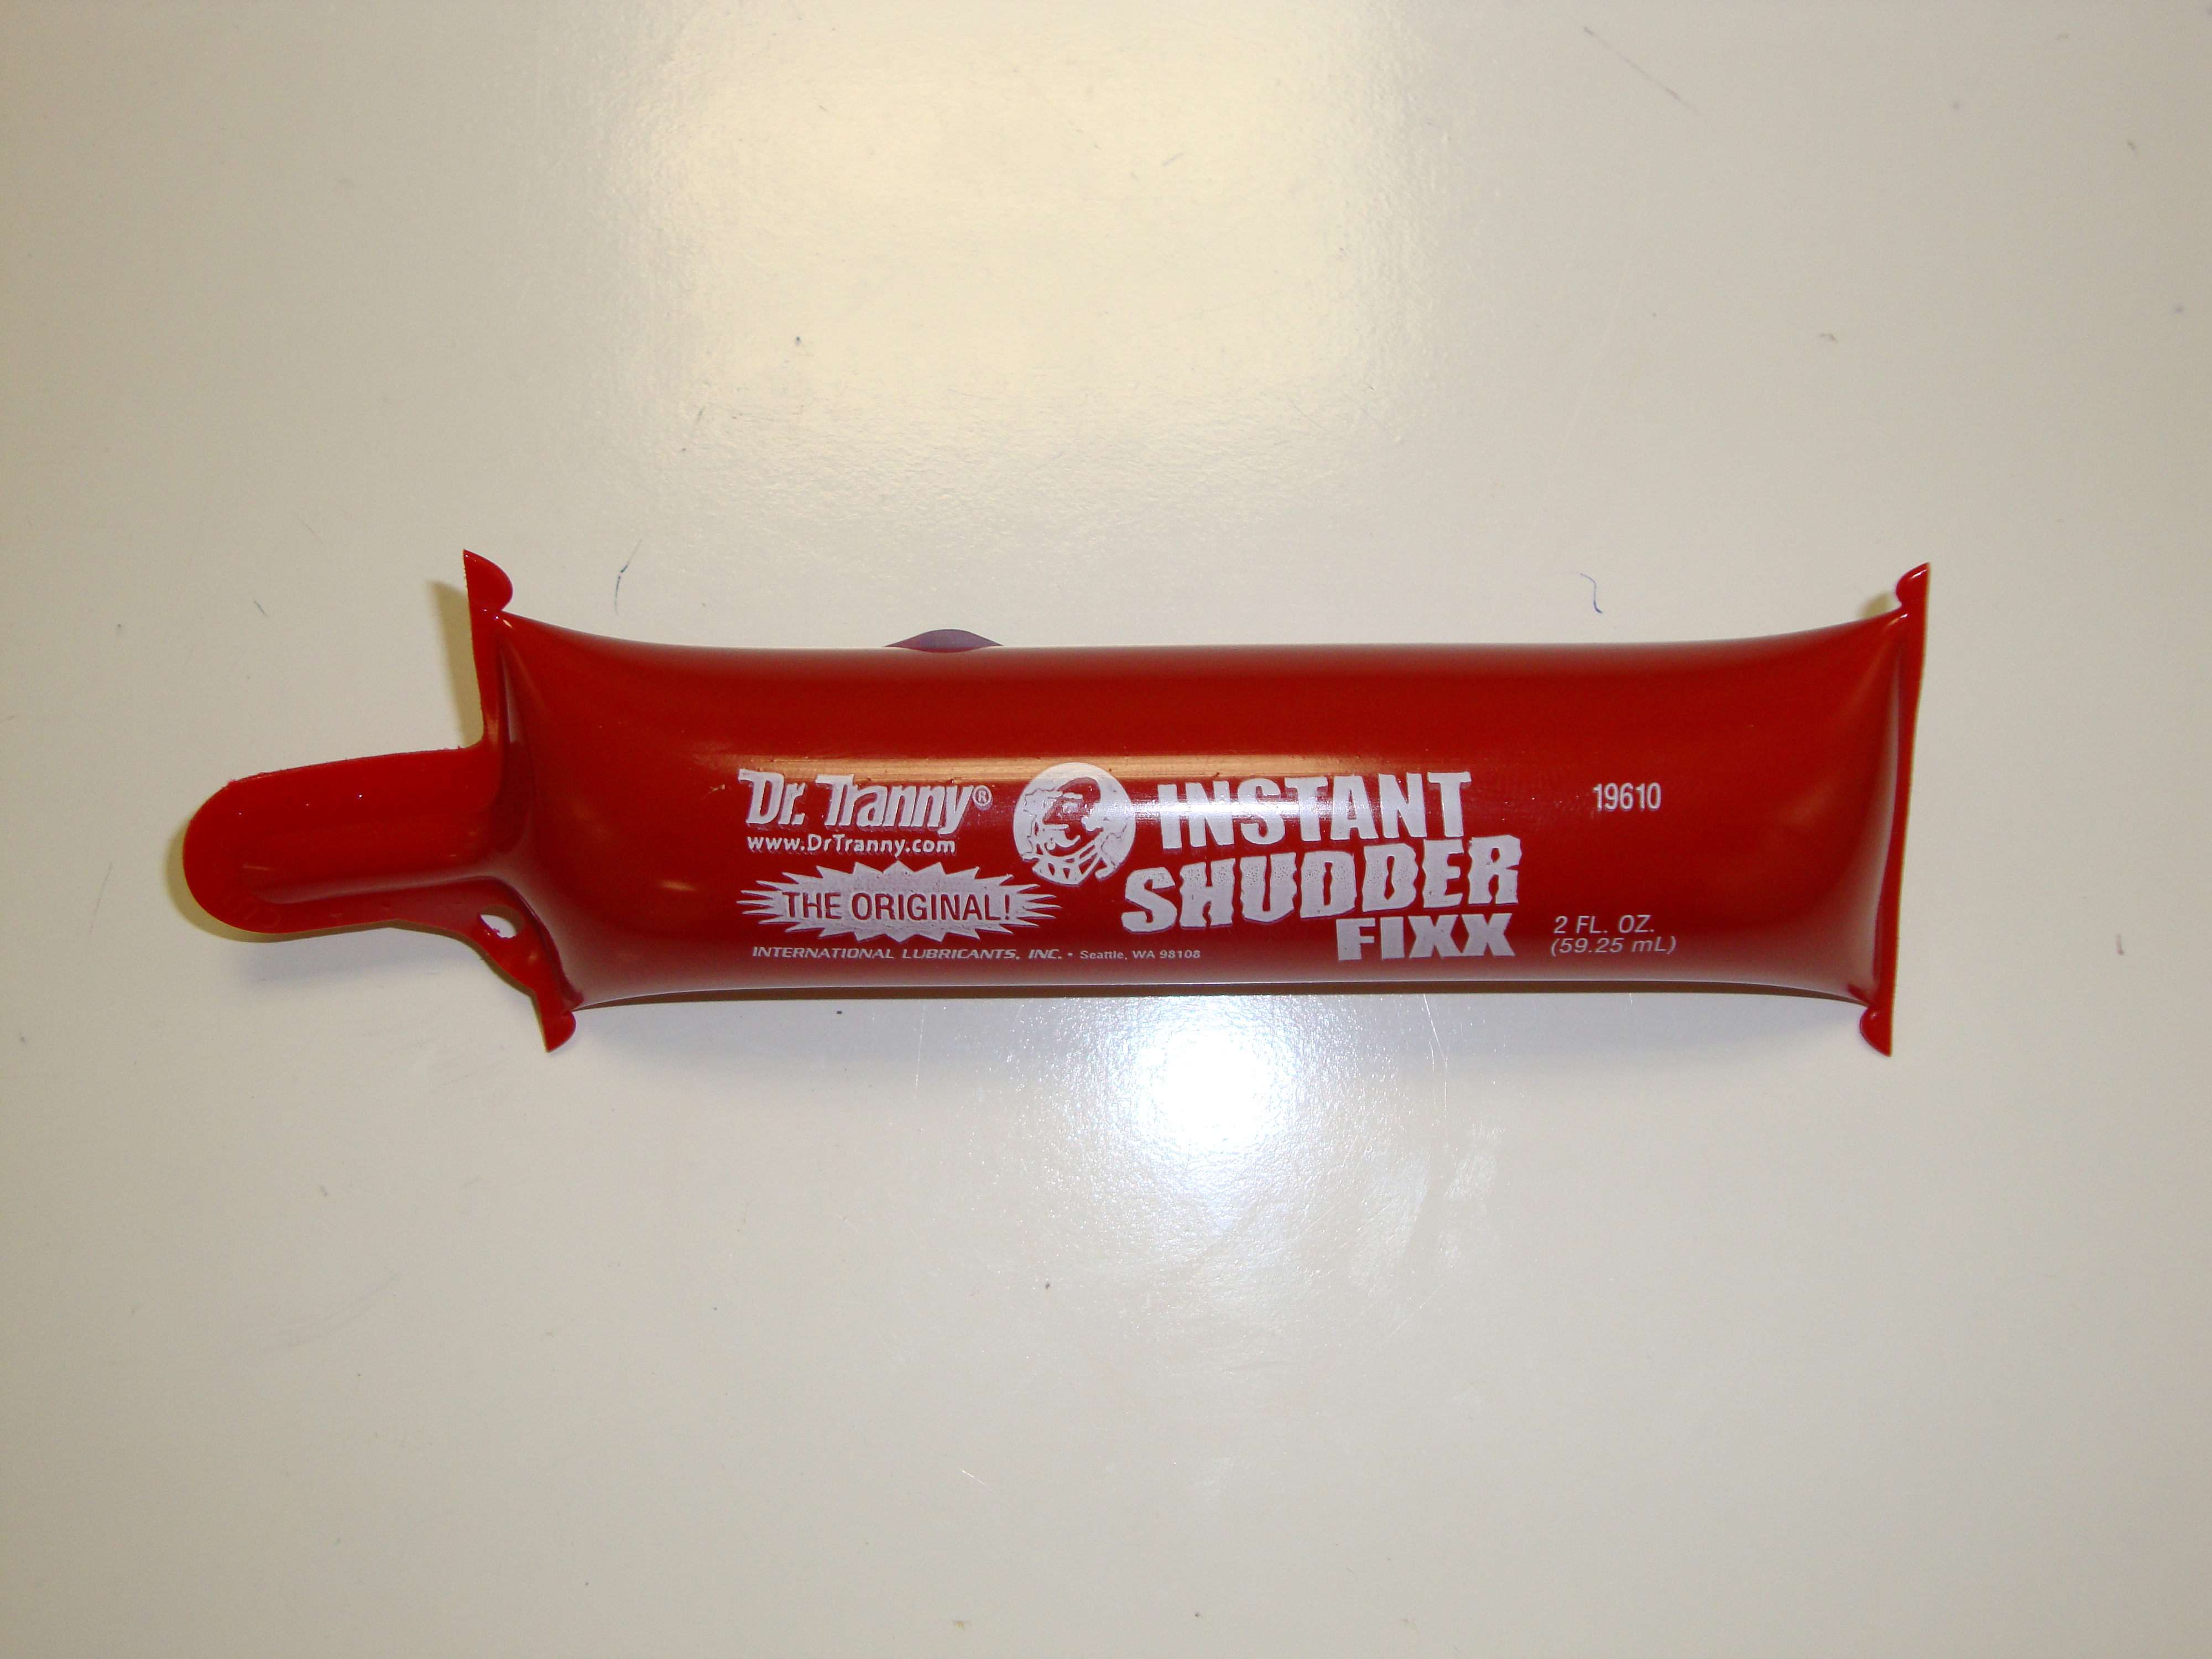 Dr. Tranny®
www.DrTranny.com
THE ORIGINAL!
INTERNATIONAL LUBRICANTS, INC. • Seattle, WA 98108
INSTANT
SHUDDER
FIXX
19610
2 FL. OZ.
(59.25 mL)